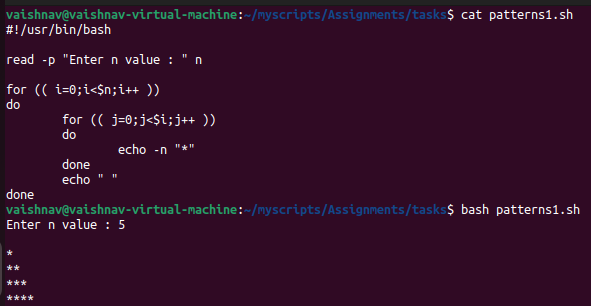 vaishnav@vaishnav-virtual-machine:~/myscripts/Assignments/tasks$ cat patterns1.sh
#!/usr/bin/bash

read -p "Enter n value : " n

for (( i=0;i<$n;i++ ))
do
        for (( j=0;j<$i;j++ ))
        do
                echo -n "*"
        done
        echo " "
done
vaishnav@vaishnav-virtual-machine:~/myscripts/Assignments/tasks$ bash patterns1.sh
Enter n value : 5

*
**
***
****